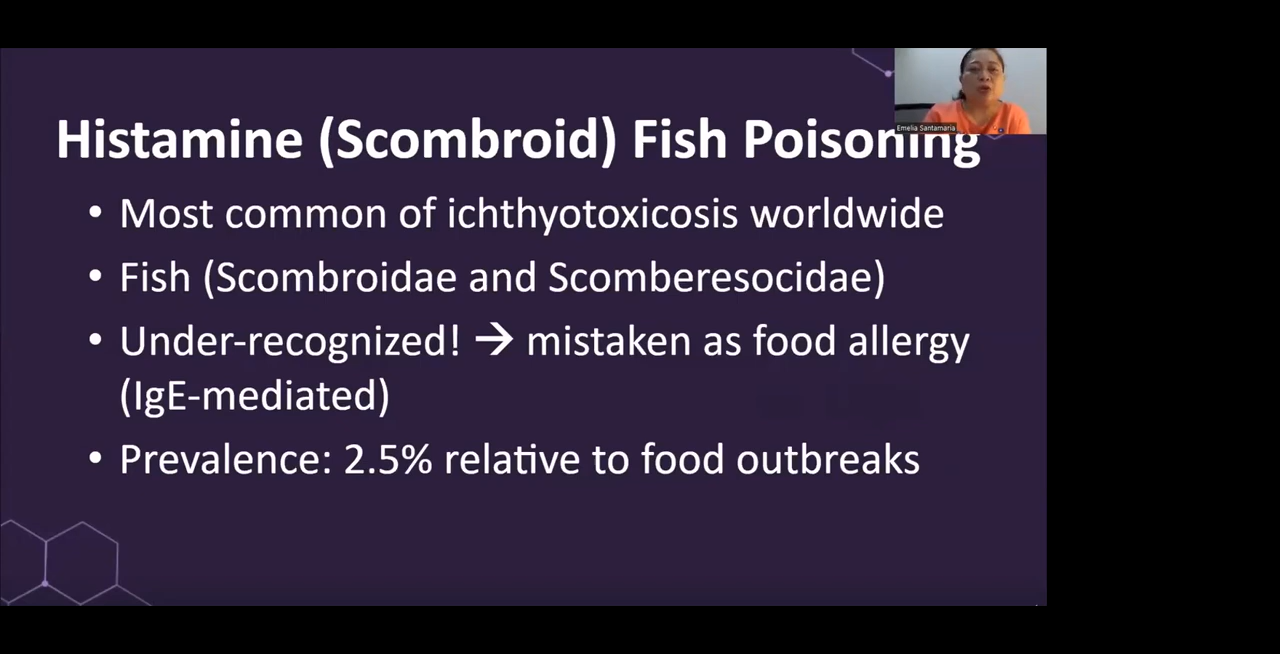 Emelia Santamaria
Histamine (Scombroid) Fish Poisoning
• Most common of ichthyotoxicosis worldwide
• Fish (Scombroidae and Scomberesocidae)
• Under-recognized! → mistaken as food allergy
(IgE-mediated)
• Prevalence: 2.5% relative to food outbreaks